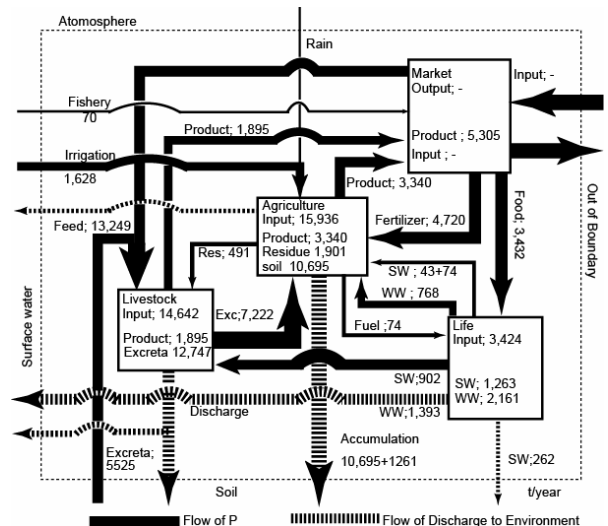 Atomosphere
Rain
Market
Output; -
Input; -
Fishery
70
Product; 1,895
Product ; 5,305
Input ; -
Irrigation
1,628
Product; 3,340
Out of Boundary
Agriculture
Input; 15,936
Product; 3,340
Residue 1,901
soil 10,695
Fertilizer; 4,720
Food; 3,432
Feed; 13,249
Res; 491
SW ; 43+74
WW ; 768
Surface water
Livestock
Input; 14,642
Product; 1,895
Excreta 12,747
Exc;7,222
Fuel ;74
Life
Input; 3,424
SW; 1,263
WW; 2,161
SW;902
Discharge
WW;1,393
Excreta;
5525
Accumulation
10,695+1261
SW;262
Soil
t/year
Flow of P
Flow of Discharge to Environment